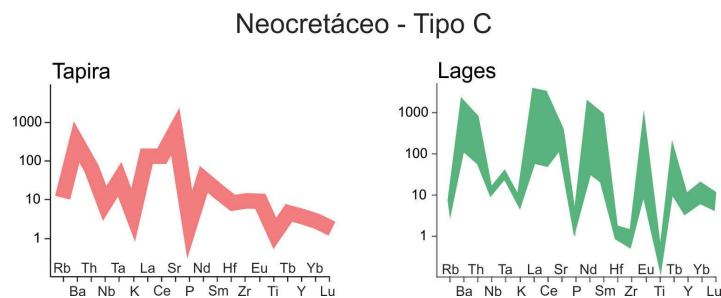 Neocretáceo - Tipo C
Tapira
1000
100
10
1
Rb Th Ta La Sr Nd Hf Eu Tb Yb
Ba Nb K Ce P Sm Zr Ti Y Lu
Lages
1000
100
10
1
Rb Th Ta La Sr Nd Hf Eu Tb Yb
Ba Nb K Ce P Sm Zr Ti Y Lu